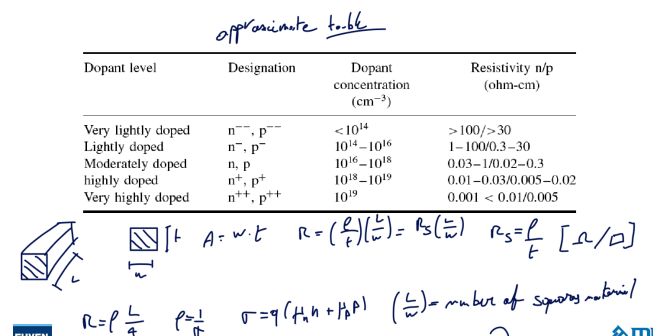 approximate table
Dopant level Designation Dopant concentration (cm⁻³) Resistivity n/p (ohm-cm)
Very lightly doped n⁻⁻, p⁻⁻ <10¹⁴ >100/>30
Lightly doped n⁻, p⁻ 10¹⁴–10¹⁶ 1–100/0.3–30
Moderately doped n, p 10¹⁶–10¹⁸ 0.03–1/0.02–0.3
highly doped n⁺, p⁺ 10¹⁸–10¹⁹ 0.01–0.03/0.005–0.02
Very highly doped n⁺⁺, p⁺⁺ 10¹⁹ 0.001 < 0.01/0.005
t A = w·t R = (ρ/t)(L/w) = Rs(L/w) Rs = ρ/t [Ω/□]
L w
R = ρ L/A ρ = 1/σ σ = q(μₙn + μₚp) (L/w) = number of squares material